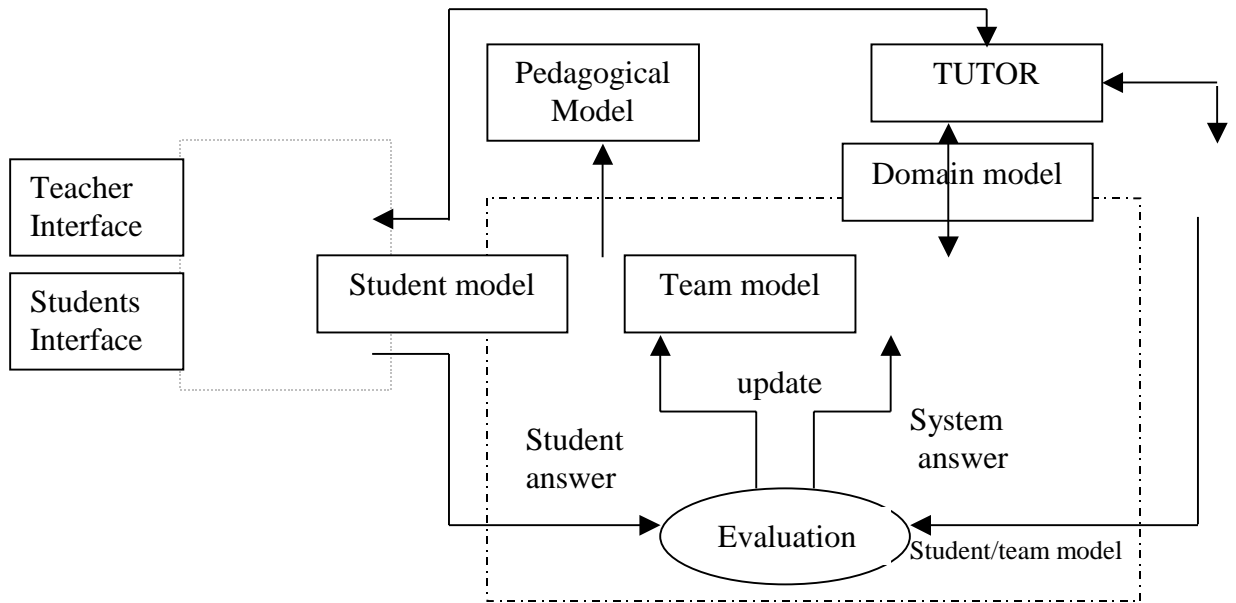 Pedagogical
Model
TUTOR
Teacher
Interface
Domain model
Students
Interface
Student model
Team model
update
Student
answer
System
answer
Evaluation
Student/team model